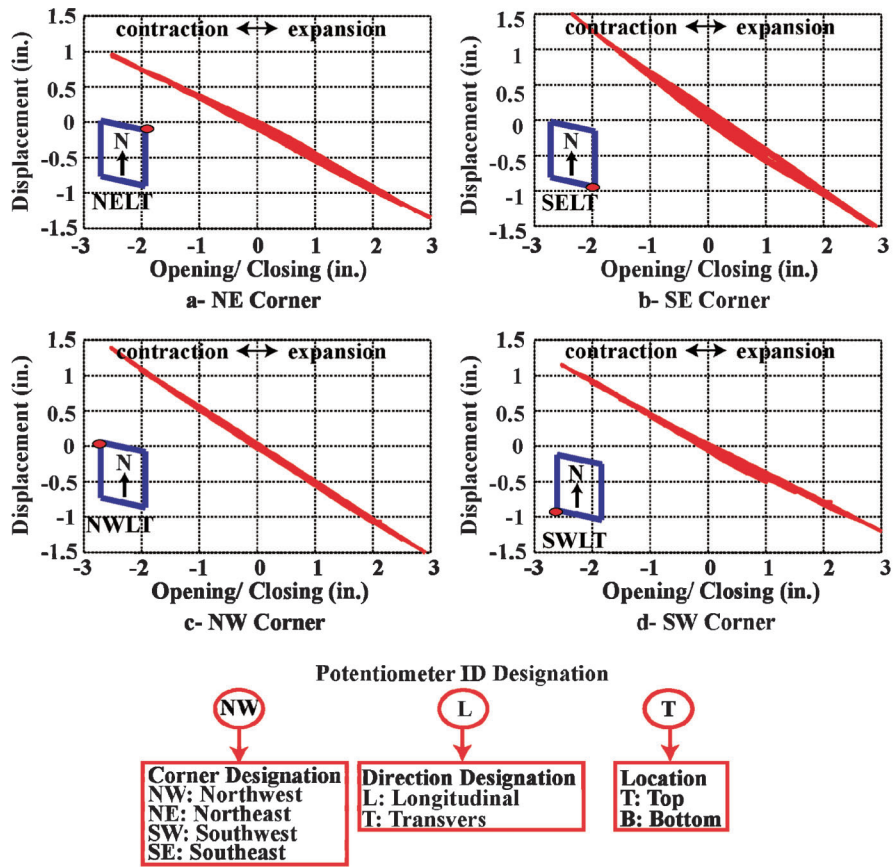 contraction ↔ expansion
Displacement (in.)
1.5
1
0.5
0
-0.5
-1
-1.5
N
NELT
-3 -2 -1 0 1 2 3
Opening/ Closing (in.)
a- NE Corner
contraction ↔ expansion
Displacement (in.)
1.5
1
0.5
0
-0.5
-1
-1.5
N
SELT
-3 -2 -1 0 1 2 3
Opening/ Closing (in.)
b- SE Corner
contraction ↔ expansion
Displacement (in.)
1.5
1
0.5
0
-0.5
-1
-1.5
N
NWLT
-3 -2 -1 0 1 2 3
Opening/ Closing (in.)
c- NW Corner
contraction ↔ expansion
Displacement (in.)
1.5
1
0.5
0
-0.5
-1
-1.5
N
SWLT
-3 -2 -1 0 1 2 3
Opening/ Closing (in.)
d- SW Corner
Potentiometer ID Designation
NW
L
T
Corner Designation
NW: Northwest
NE: Northeast
SW: Southwest
SE: Southeast
Direction Designation
L: Longitudinal
T: Transvers
Location
T: Top
B: Bottom